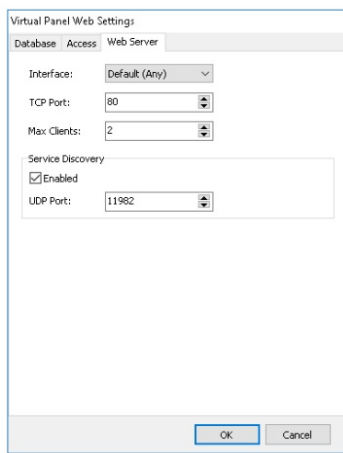 Virtual Panel Web Settings
Database Access Web Server
Interface: Default (Any)
TCP Port: 80
Max Clients: 2
Service Discovery
Enabled
UDP Port: 11982
OK Cancel